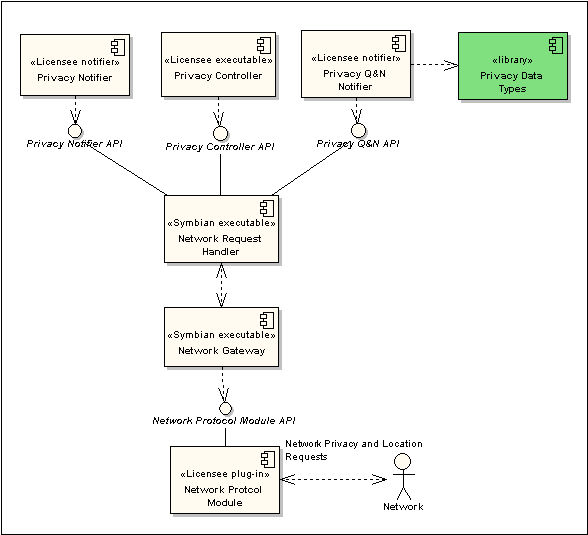 «Licensee notifier»
Privacy Notifier
«Licensee executable»
Privacy Controller
«Licensee notifier»
Privacy Q&N
Notifier
«library»
Privacy Data
Types
Privacy Notifier API
Privacy Controller API
Privacy Q&N API
«Symbian executable»
Network Request
Handler
«Symbian executable»
Network Gateway
Network Protocol Module API
«Licensee plug-in»
Network Protcol
Module
Network Privacy and Location
Requests
Network